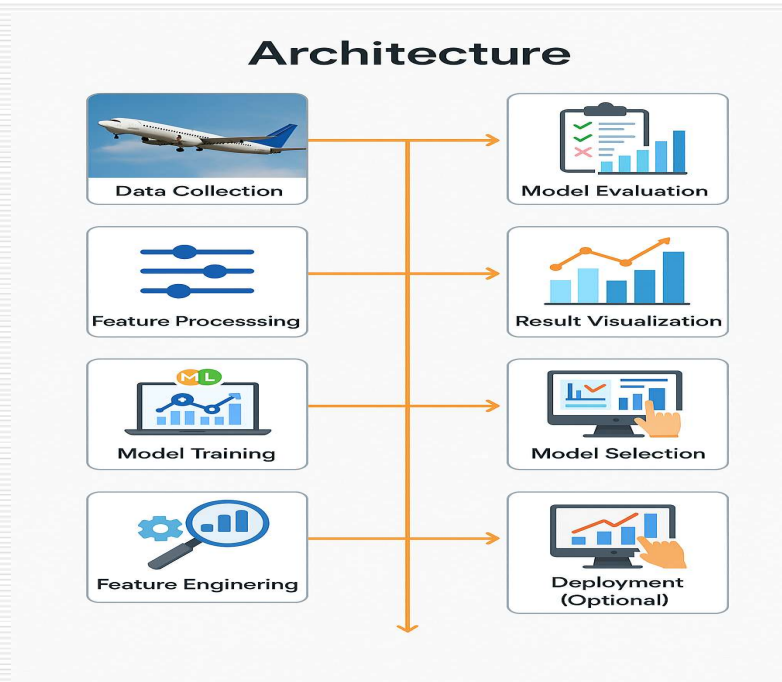 Architecture
Data Collection
Model Evaluation
Feature Processsing
Result Visualization
ML
Model Training
Model Selection
Feature Enginering
Deployment
(Optional)